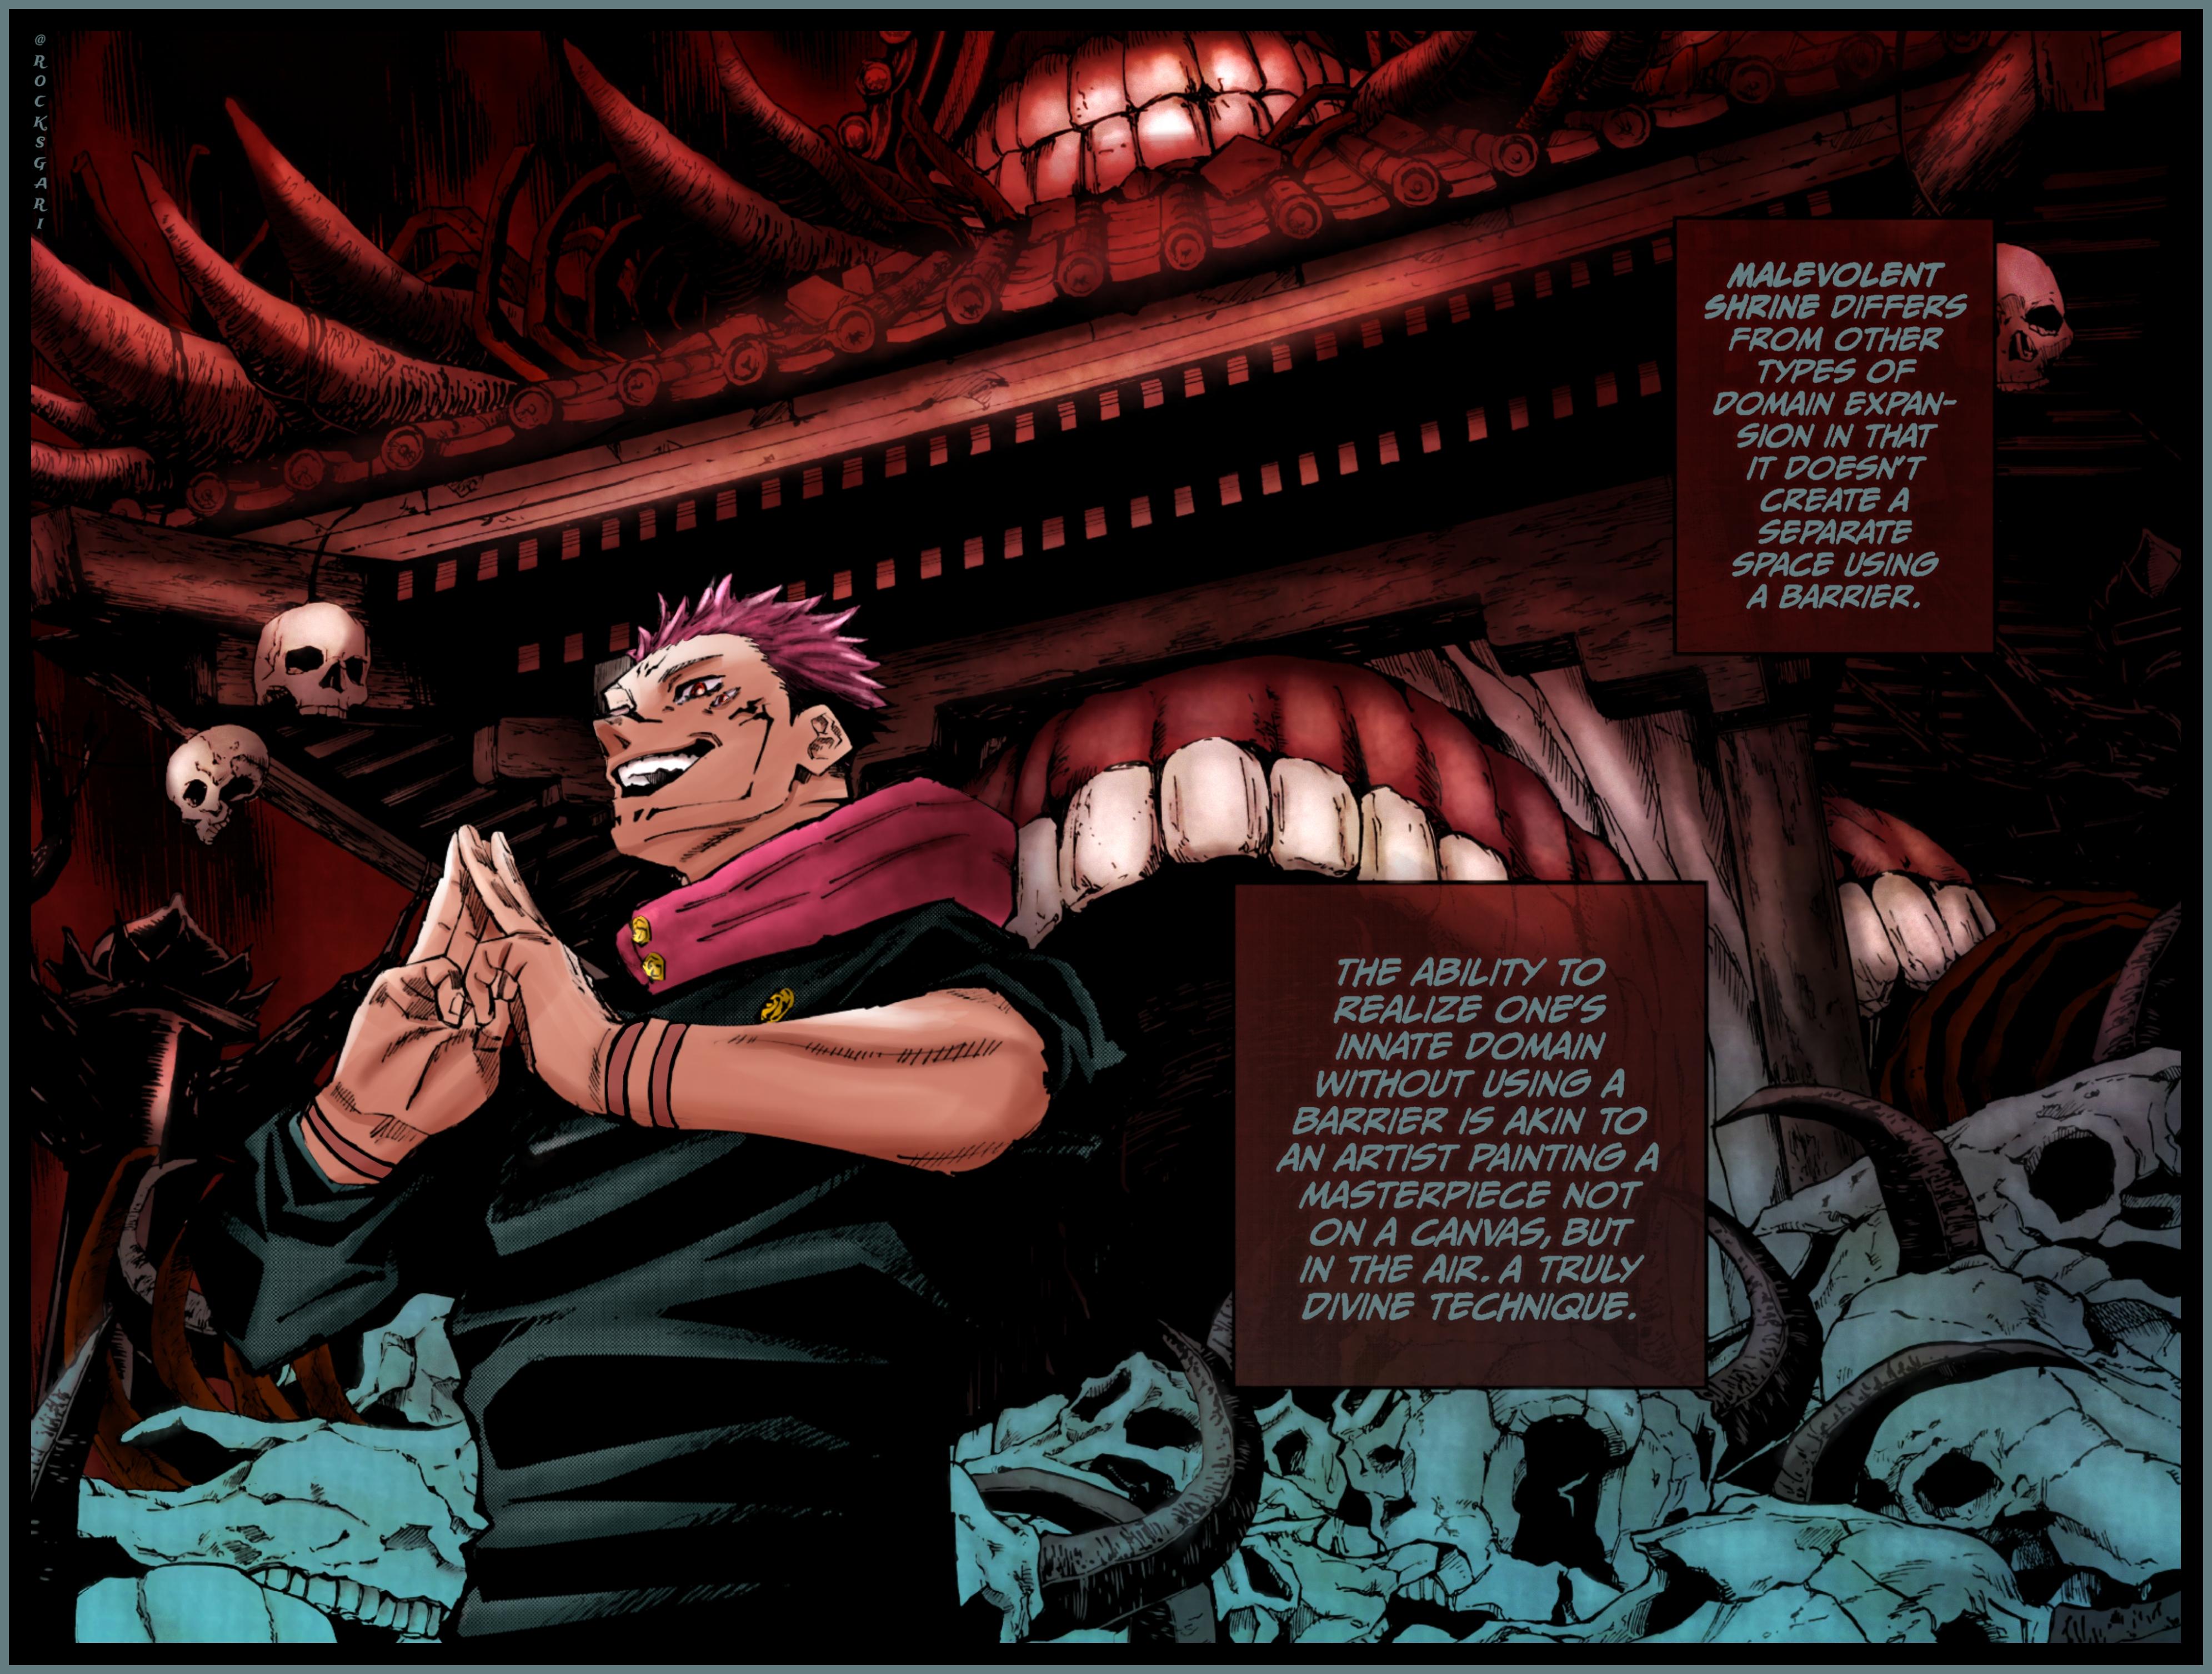 @ROCKSGARI
MALEVOLENT
SHRINE DIFFERS
FROM OTHER
TYPES OF
DOMAIN EXPAN-
SION IN THAT
IT DOESN'T
CREATE A
SEPARATE
SPACE USING
A BARRIER.
THE ABILITY TO
REALIZE ONE'S
INNATE DOMAIN
WITHOUT USING A
BARRIER IS AKIN TO
AN ARTIST PAINTING A
MASTERPIECE NOT
ON A CANVAS, BUT
IN THE AIR. A TRULY
DIVINE TECHNIQUE.